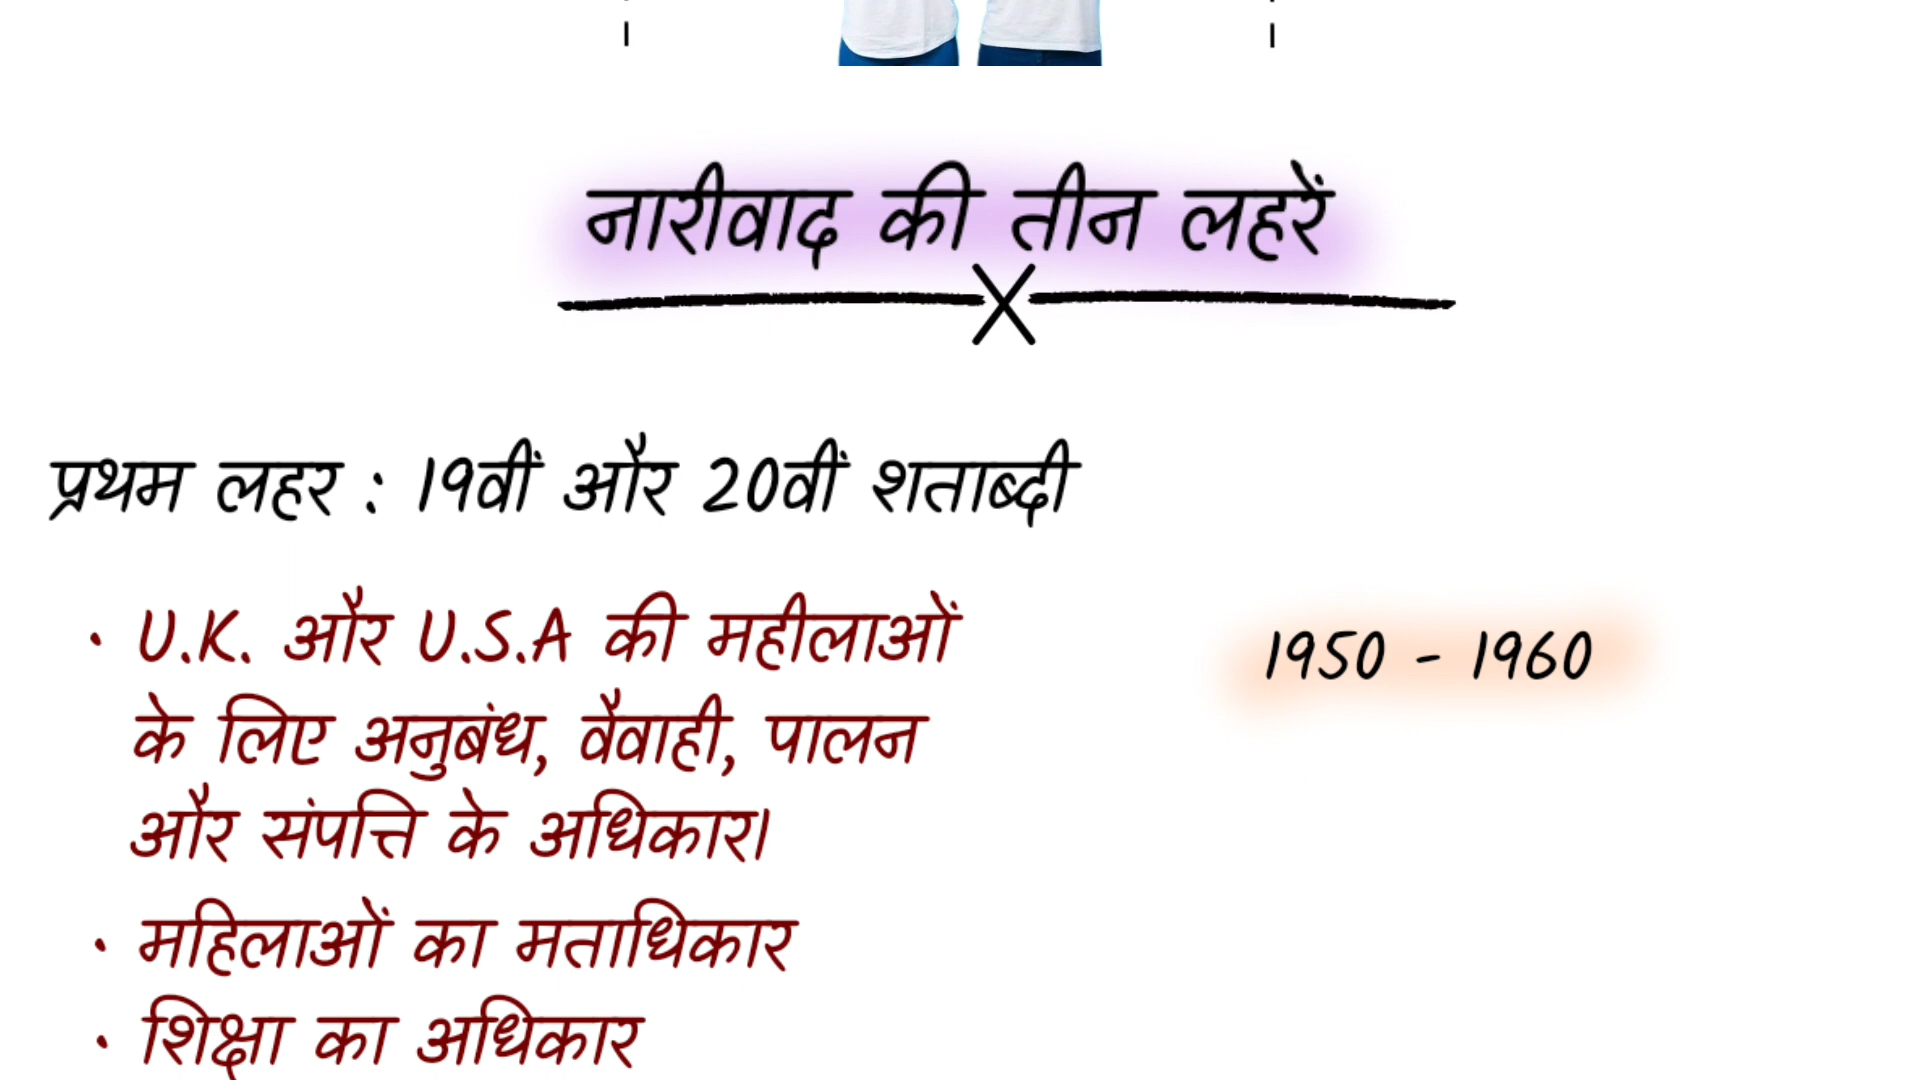 नारीवाद की तीन लहरें
प्रथम लहर : 19वीं और 20वीं शताब्दी
• U.K. और U.S.A की महीलाओं
के लिए अनुबंध, वैवाही, पालन
और संपत्ति के अधिकार।
1950 - 1960
• महिलाओं का मताधिकार
• शिक्षा का अधिकार